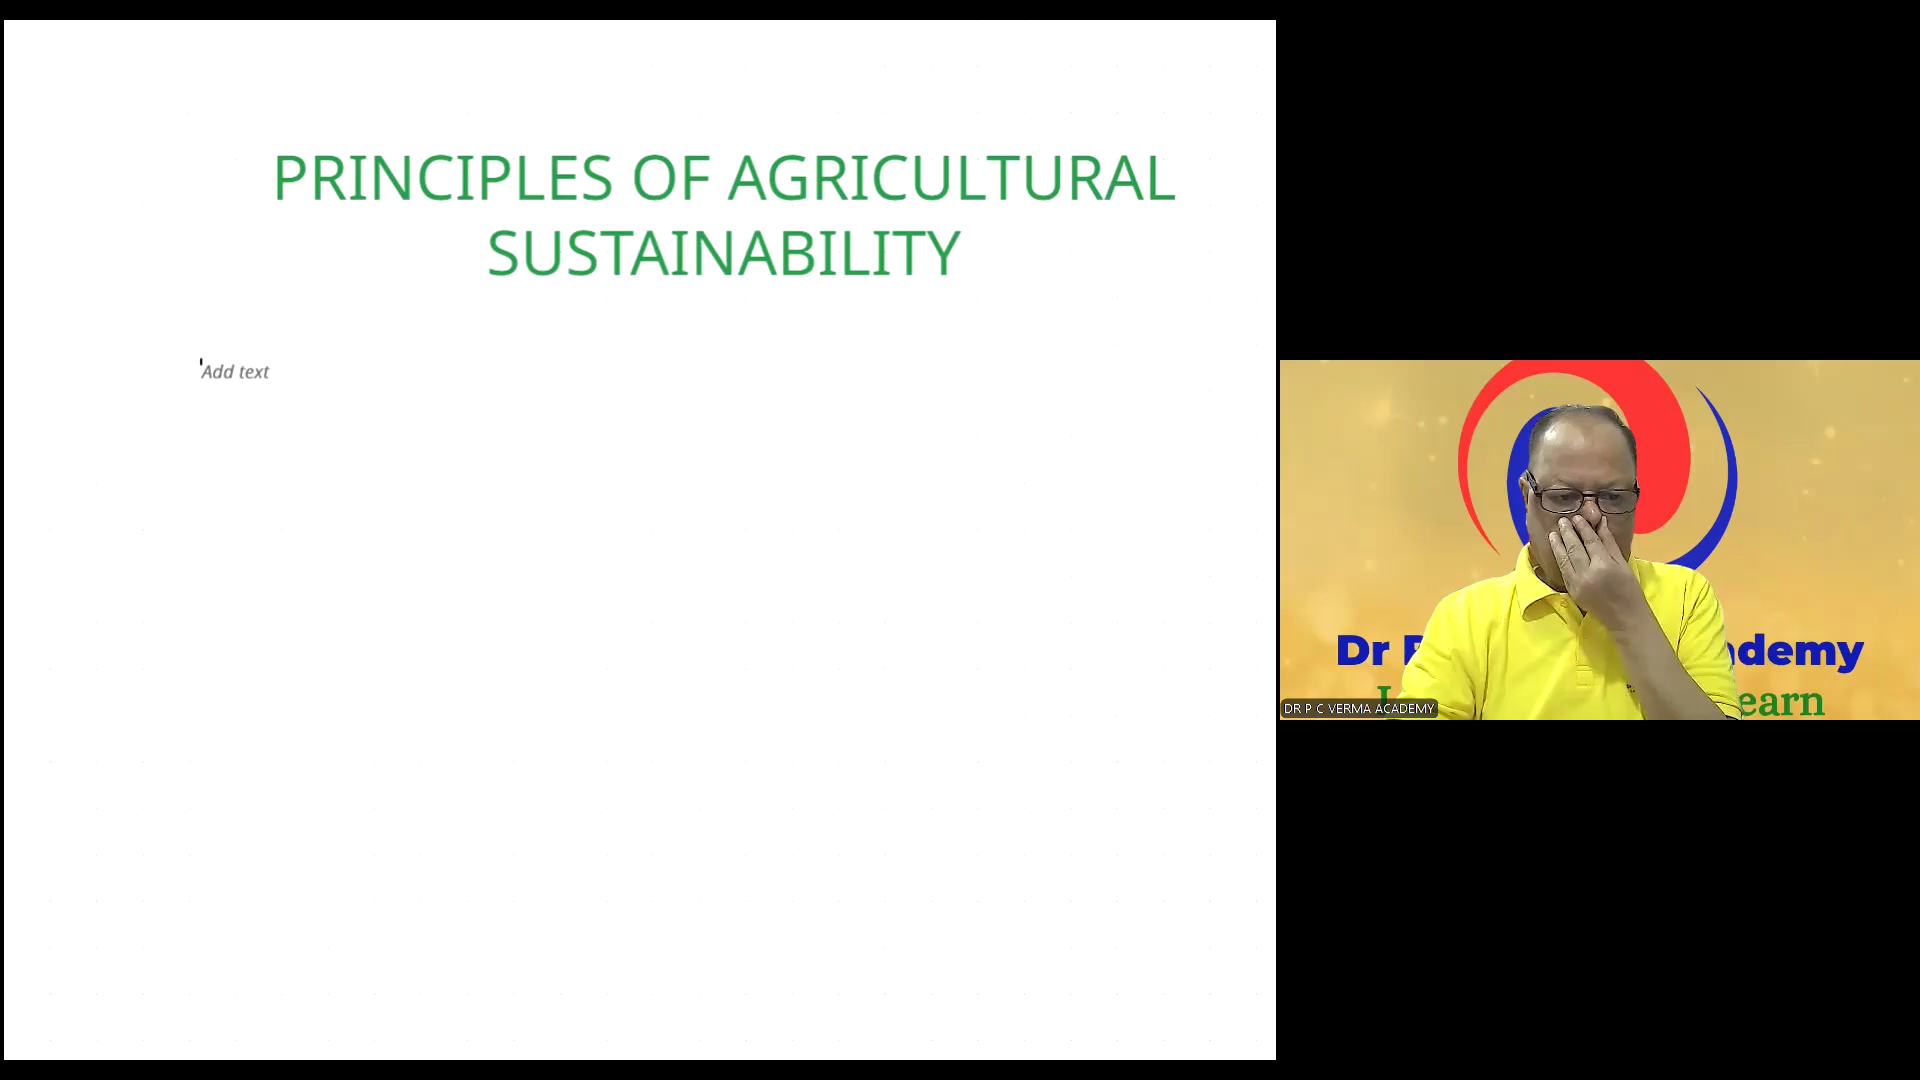 PRINCIPLES OF AGRICULTURAL
SUSTAINABILITY
Add text
Dr demy
earn
DR P C VERMA ACADEMY